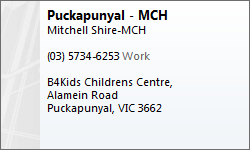 Puckapunyal - MCH
Mitchell Shire-MCH
(03) 5734-6253 Work
B4Kids Childrens Centre,
Alamein Road
Puckapunyal, VIC 3662